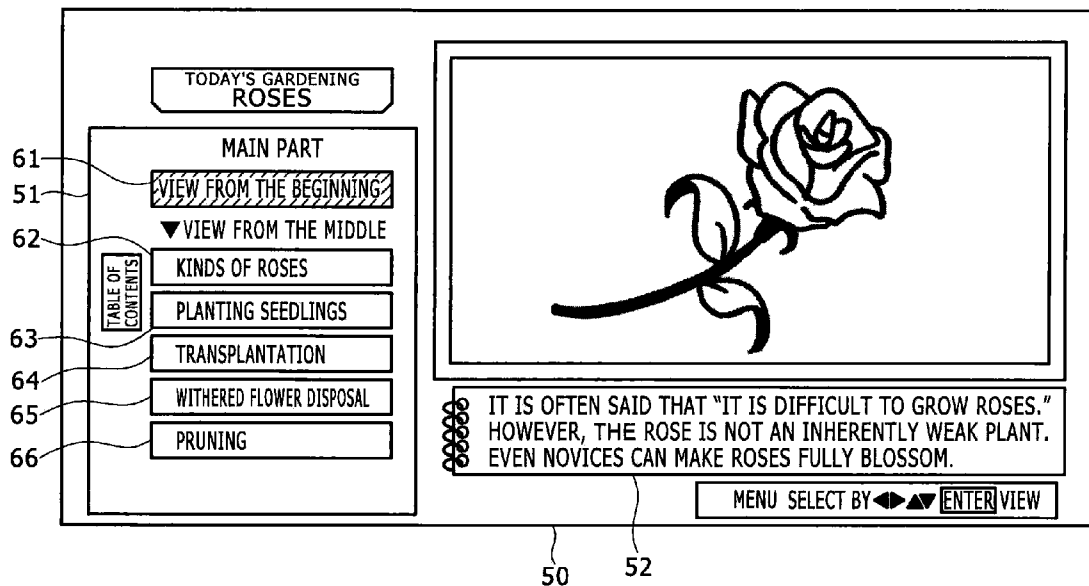 TODAY'S GARDENING
ROSES
MAIN PART
61
VIEW FROM THE BEGINNING
51
▼VIEW FROM THE MIDDLE
62
KINDS OF ROSES
TABLE OF
CONTENTS
PLANTING SEEDLINGS
63
TRANSPLANTATION
64
WITHERED FLOWER DISPOSAL
65
PRUNING
66
IT IS OFTEN SAID THAT "IT IS DIFFICULT TO GROW ROSES."
HOWEVER, THE ROSE IS NOT AN INHERENTLY WEAK PLANT.
EVEN NOVICES CAN MAKE ROSES FULLY BLOSSOM.
MENU SELECT BY ◀▶▲▼ ENTER VIEW
50
52